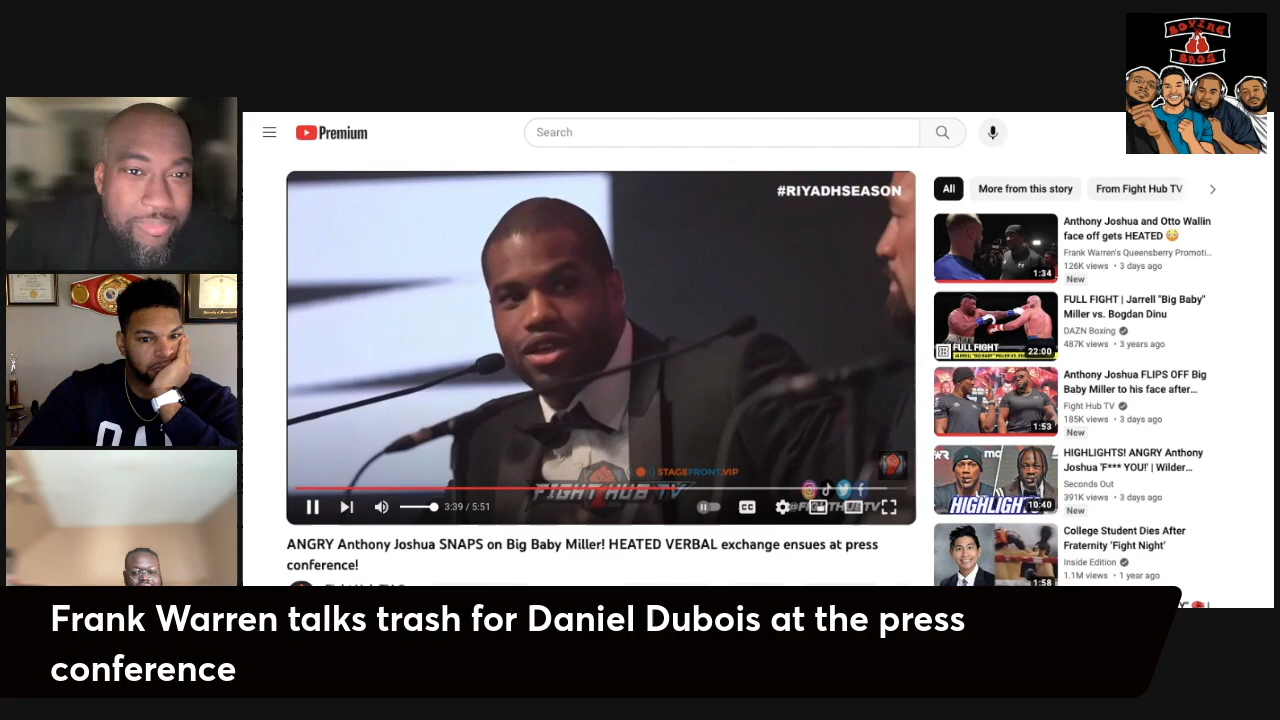 BOXING
BROS
Premium
Search
#RIYADHSEASON
All
More from this story
From Fight Hub TV
Anthony Joshua and Otto Wallin
face off gets HEATED 😳
Frank Warren's Queensberry Promoti...
126K views • 3 days ago
New
1:34
FULL FIGHT | Jarrell "Big Baby"
Miller vs. Bogdan Dinu
DAZN Boxing
487K views • 3 years ago
FULL FIGHT
22:00
Anthony Joshua FLIPS OFF Big
Baby Miller to his face after...
Fight Hub TV
185K views • 3 days ago
New
1:53
HIGHLIGHTS! ANGRY Anthony
Joshua 'F*** YOU!' | Wilder...
Seconds Out
391K views • 3 days ago
New
HIGHLIGH
10:40
College Student Dies After
Fraternity 'Fight Night'
Inside Edition
1.1M views • 1 year ago
1:58
STAGEFRONT.VIP
FIGHT HUB TV
@FIGHTHUBTV
3:39 / 5:51
CC
ANGRY Anthony Joshua SNAPS on Big Baby Miller! HEATED VERBAL exchange ensues at press
conference!
Frank Warren talks trash for Daniel Dubois at the press
conference